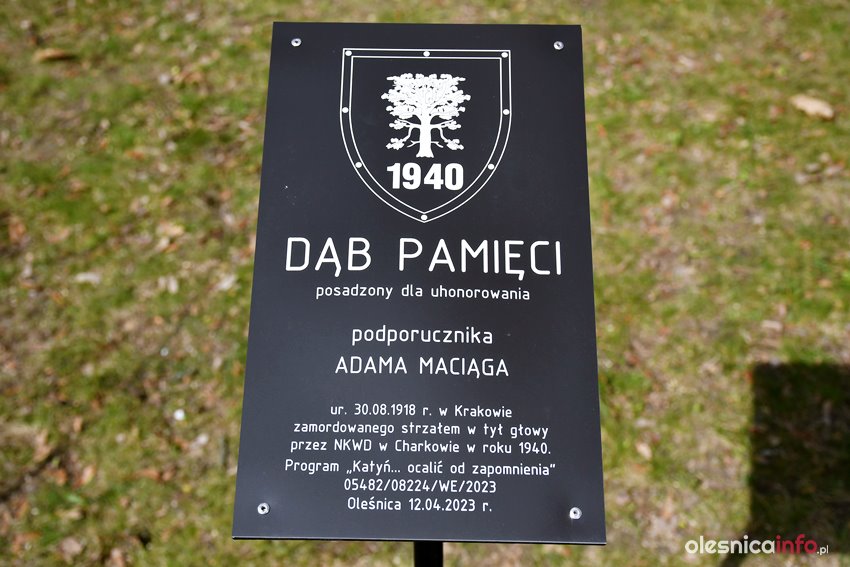 1940
DĄB PAMIĘCI
posadzony dla uhonorowania
podporucznika
ADAMA MACIĄGA
ur. 30.08.1918 r. w Krakowie
zamordowanego strzałem w tył głowy
przez NKWD w Charkowie w roku 1940.
Program „Katyń... ocalić od zapomnienia"
05482/08224/WE/2023
Oleśnica 12.04.2023 r.
olesnicainfo.pl